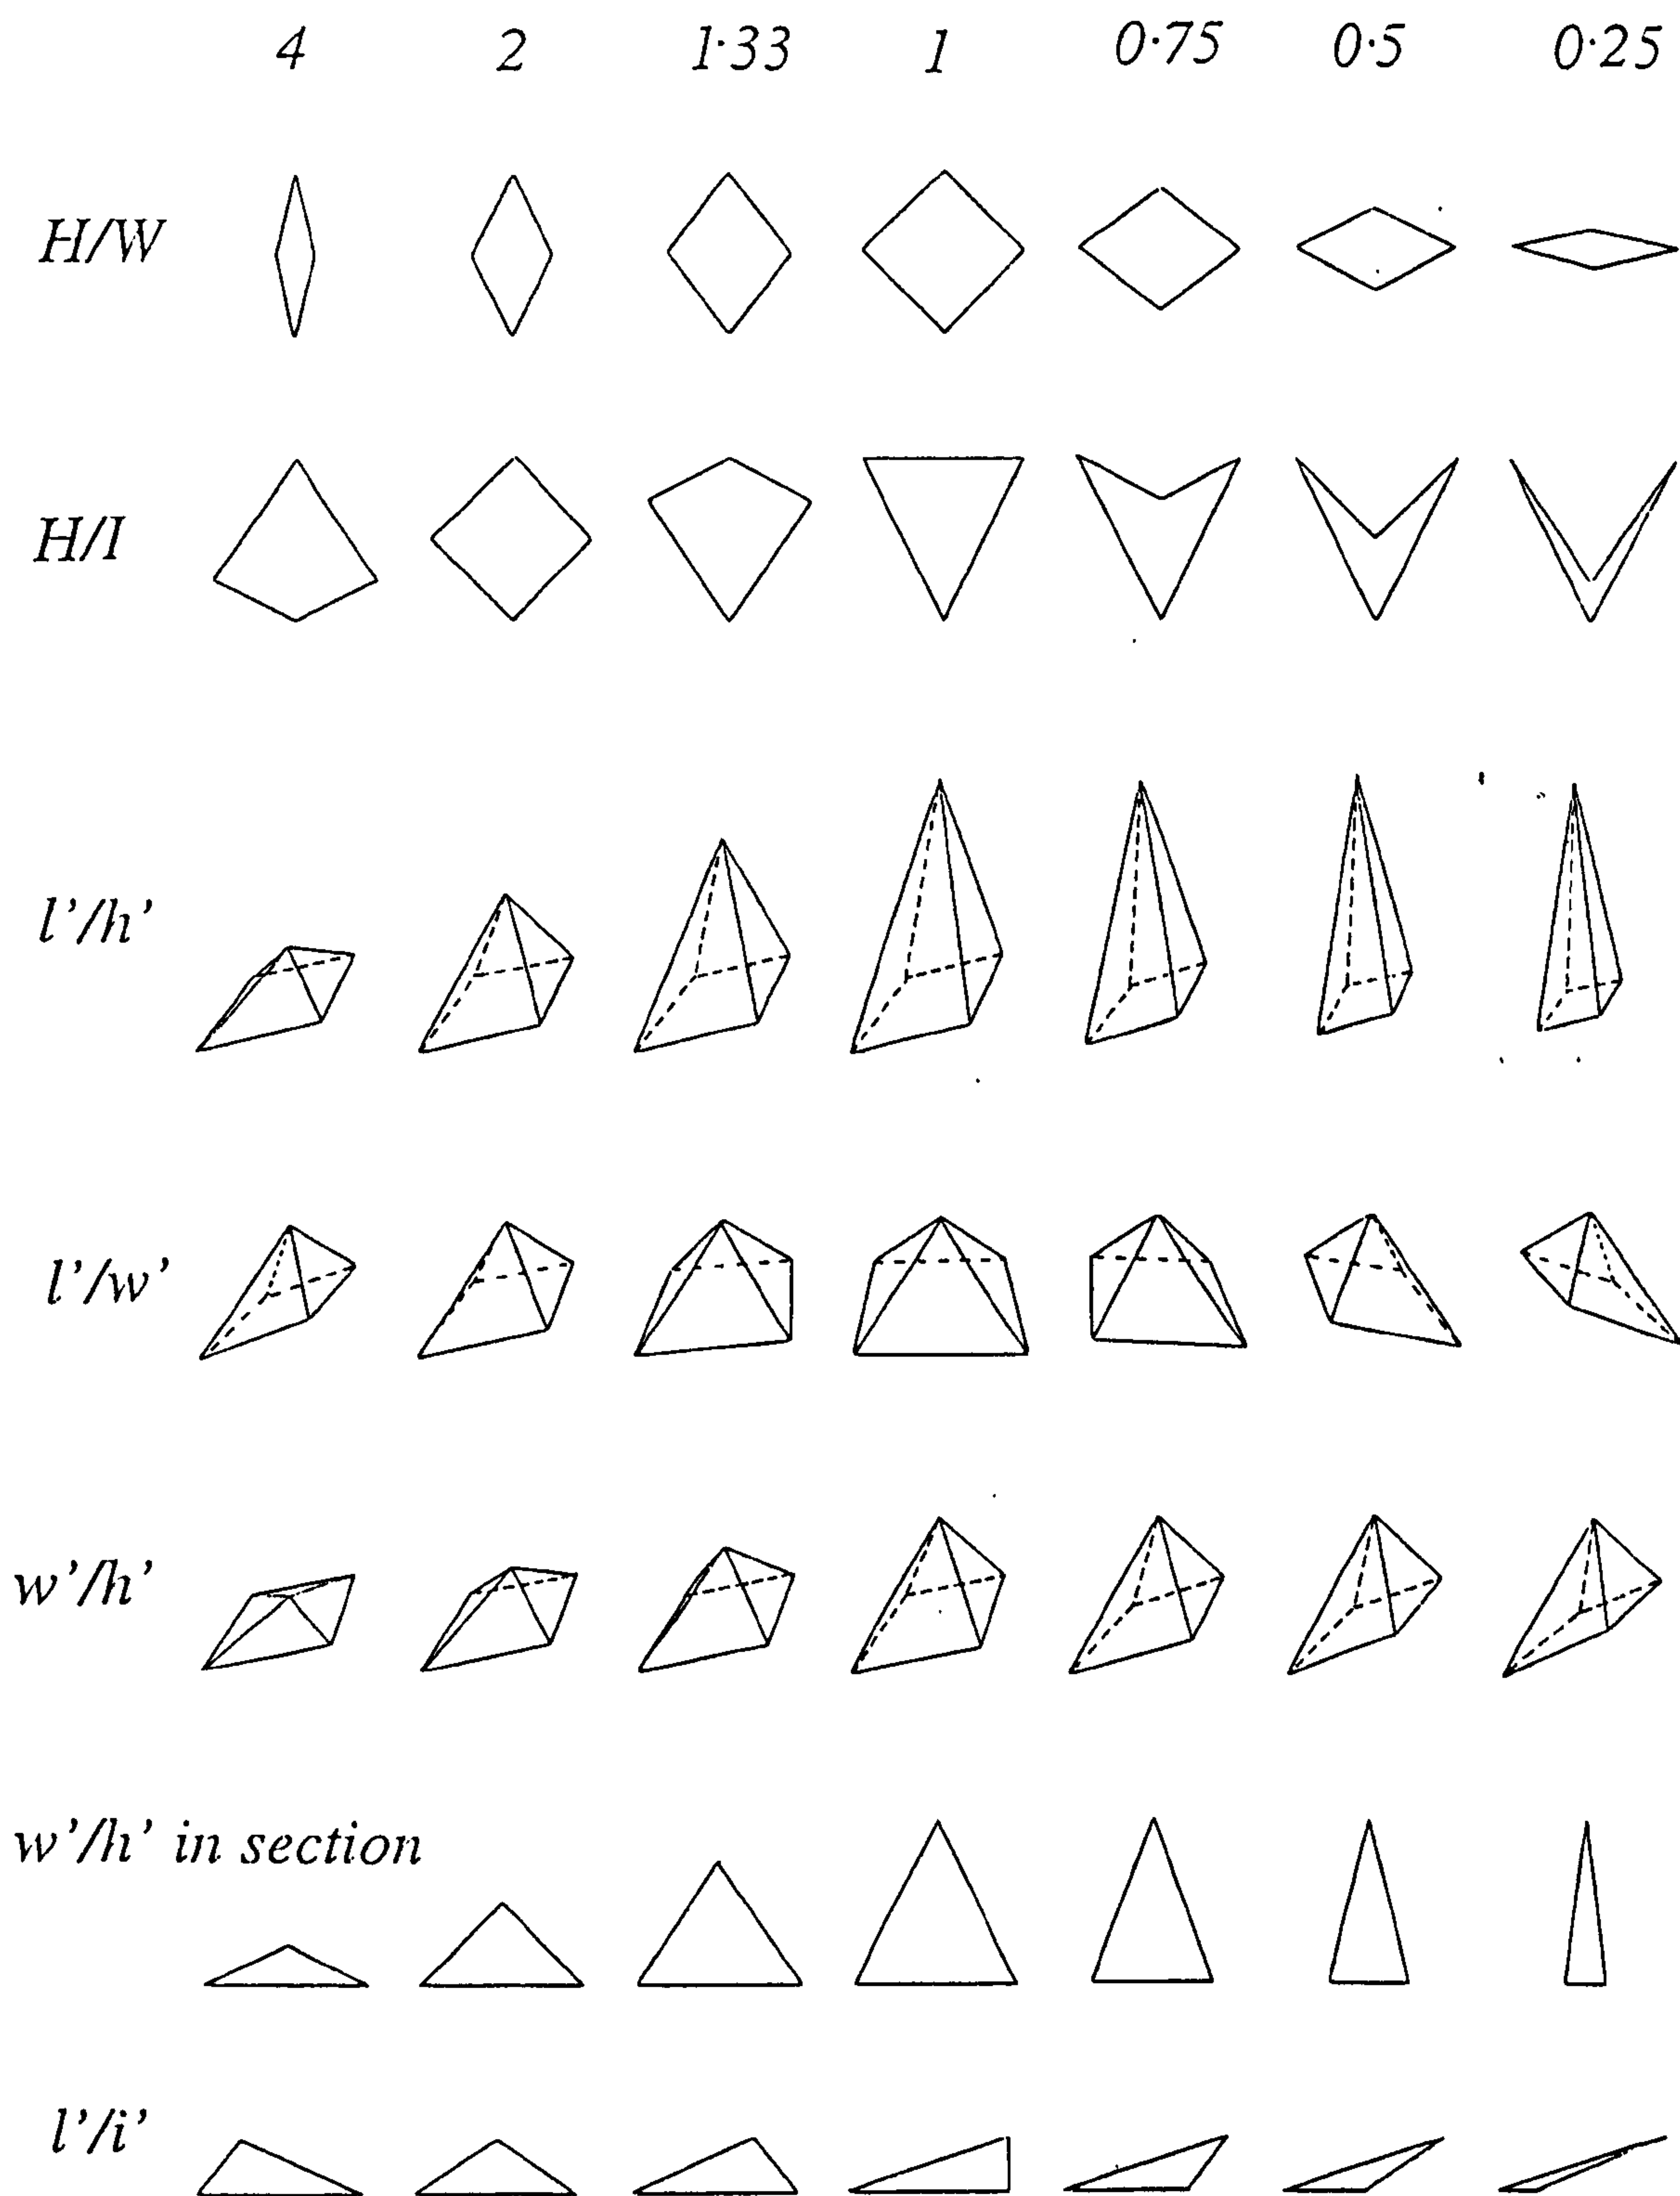 4 2 1·33 1 0·75 0·5 0·25
H/W
H/I
l’/h’
l’/w’
w’/h’
w’/h’ in section
l’/i’